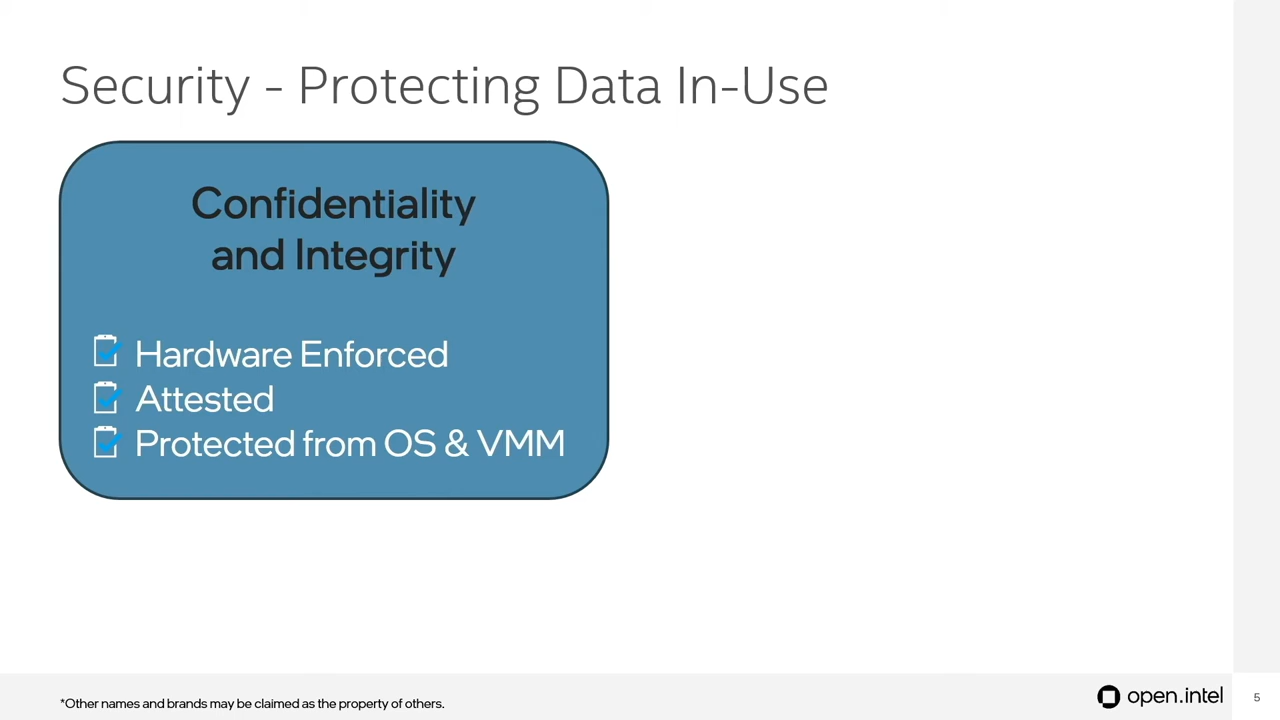 Security - Protecting Data In-Use
Confidentiality
and Integrity
Hardware Enforced
Attested
Protected from OS & VMM
*Other names and brands may be claimed as the property of others.
open.intel
5